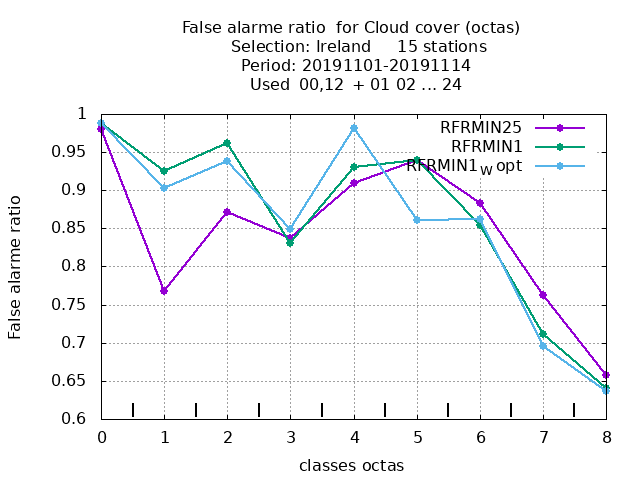 False alarme ratio  for Cloud cover (octas)
Selection: Ireland     15 stations
Period: 20191101-20191114
Used  00,12  + 01 02 ... 24
RFRMIN25
RFRMIN1
RFRMIN1W opt
False alarme ratio
1
0.95
0.9
0.85
0.8
0.75
0.7
0.65
0.6
0 1 2 3 4 5 6 7 8
classes octas